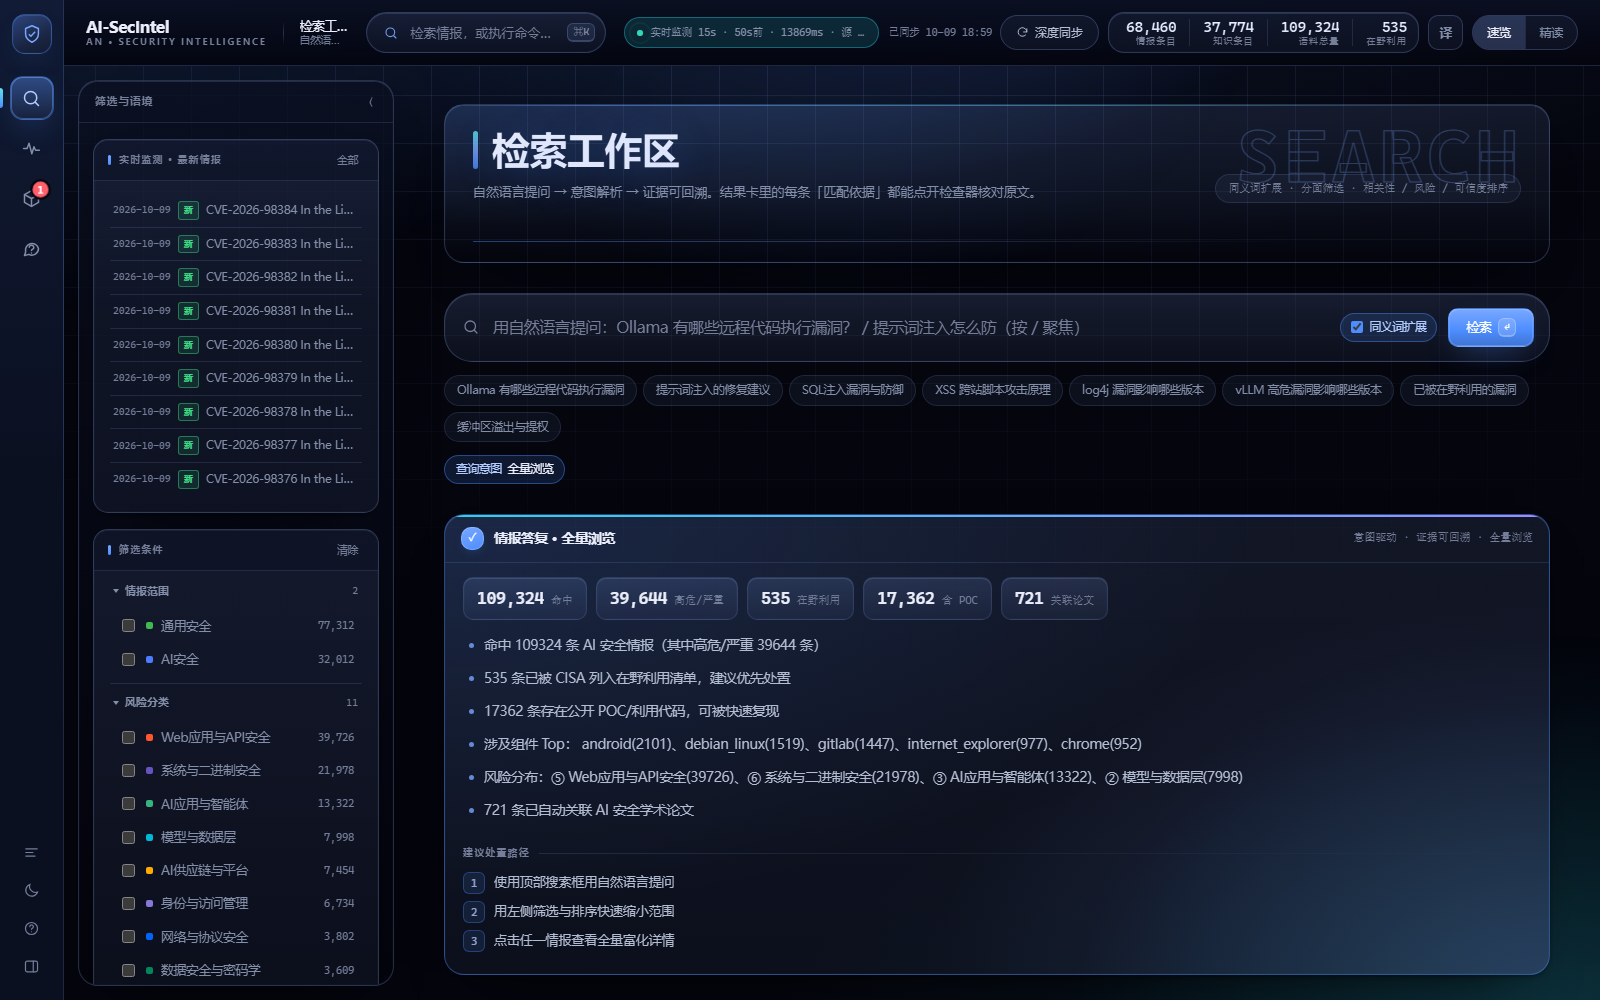 AI-SecIntel
AN • SECURITY INTELLIGENCE
检索工...
自然语...
检索情报，或执行命令...
⌘K
实时监测 15s · 50s前 · 13869ms · 源 …
已同步 10-09 18:59
深度同步
68,460 情报条目
37,774 知识条目
109,324 语料总量
535 在野利用
译
速览
精读
1
筛选与语境
实时监测 • 最新情报
全部
2026-10-09 新 CVE-2026-98384 In the Li...
2026-10-09 新 CVE-2026-98383 In the Li...
2026-10-09 新 CVE-2026-98382 In the Li...
2026-10-09 新 CVE-2026-98381 In the Li...
2026-10-09 新 CVE-2026-98380 In the Li...
2026-10-09 新 CVE-2026-98379 In the Li...
2026-10-09 新 CVE-2026-98378 In the Li...
2026-10-09 新 CVE-2026-98377 In the Li...
2026-10-09 新 CVE-2026-98376 In the Li...
筛选条件
清除
情报范围 2
通用安全 77,312
AI安全 32,012
风险分类 11
Web应用与API安全 39,726
系统与二进制安全 21,978
AI应用与智能体 13,322
模型与数据层 7,998
AI供应链与平台 7,454
身份与访问管理 6,734
网络与协议安全 3,802
数据安全与密码学 3,609
检索工作区
自然语言提问 → 意图解析 → 证据可回溯。结果卡里的每条「匹配依据」都能点开检查器核对原文。
SEARCH
同义词扩展 · 分面筛选 · 相关性 / 风险 / 可信度排序
用自然语言提问：Ollama 有哪些远程代码执行漏洞？ / 提示词注入怎么防（按 / 聚焦）
同义词扩展
检索
Ollama 有哪些远程代码执行漏洞
提示词注入的修复建议
SQL注入漏洞与防御
XSS 跨站脚本攻击原理
log4j 漏洞影响哪些版本
vLLM 高危漏洞影响哪些版本
已被在野利用的漏洞
缓冲区溢出与提权
查询意图 全量浏览
情报答复 • 全量浏览
意图驱动 · 证据可回溯 · 全量浏览
109,324 命中
39,644 高危/严重
535 在野利用
17,362 含 POC
721 关联论文
命中 109324 条 AI 安全情报（其中高危/严重 39644 条）
535 条已被 CISA 列入在野利用清单，建议优先处置
17362 条存在公开 POC/利用代码，可被快速复现
涉及组件 Top： android(2101)、debian_linux(1519)、gitlab(1447)、internet_explorer(977)、chrome(952)
风险分布：⑤ Web应用与API安全(39726)、⑥ 系统与二进制安全(21978)、③ AI应用与智能体(13322)、② 模型与数据层(7998)
721 条已自动关联 AI 安全学术论文
建议处置路径
1 使用顶部搜索框用自然语言提问
2 用左侧筛选与排序快速缩小范围
3 点击任一情报查看全量富化详情